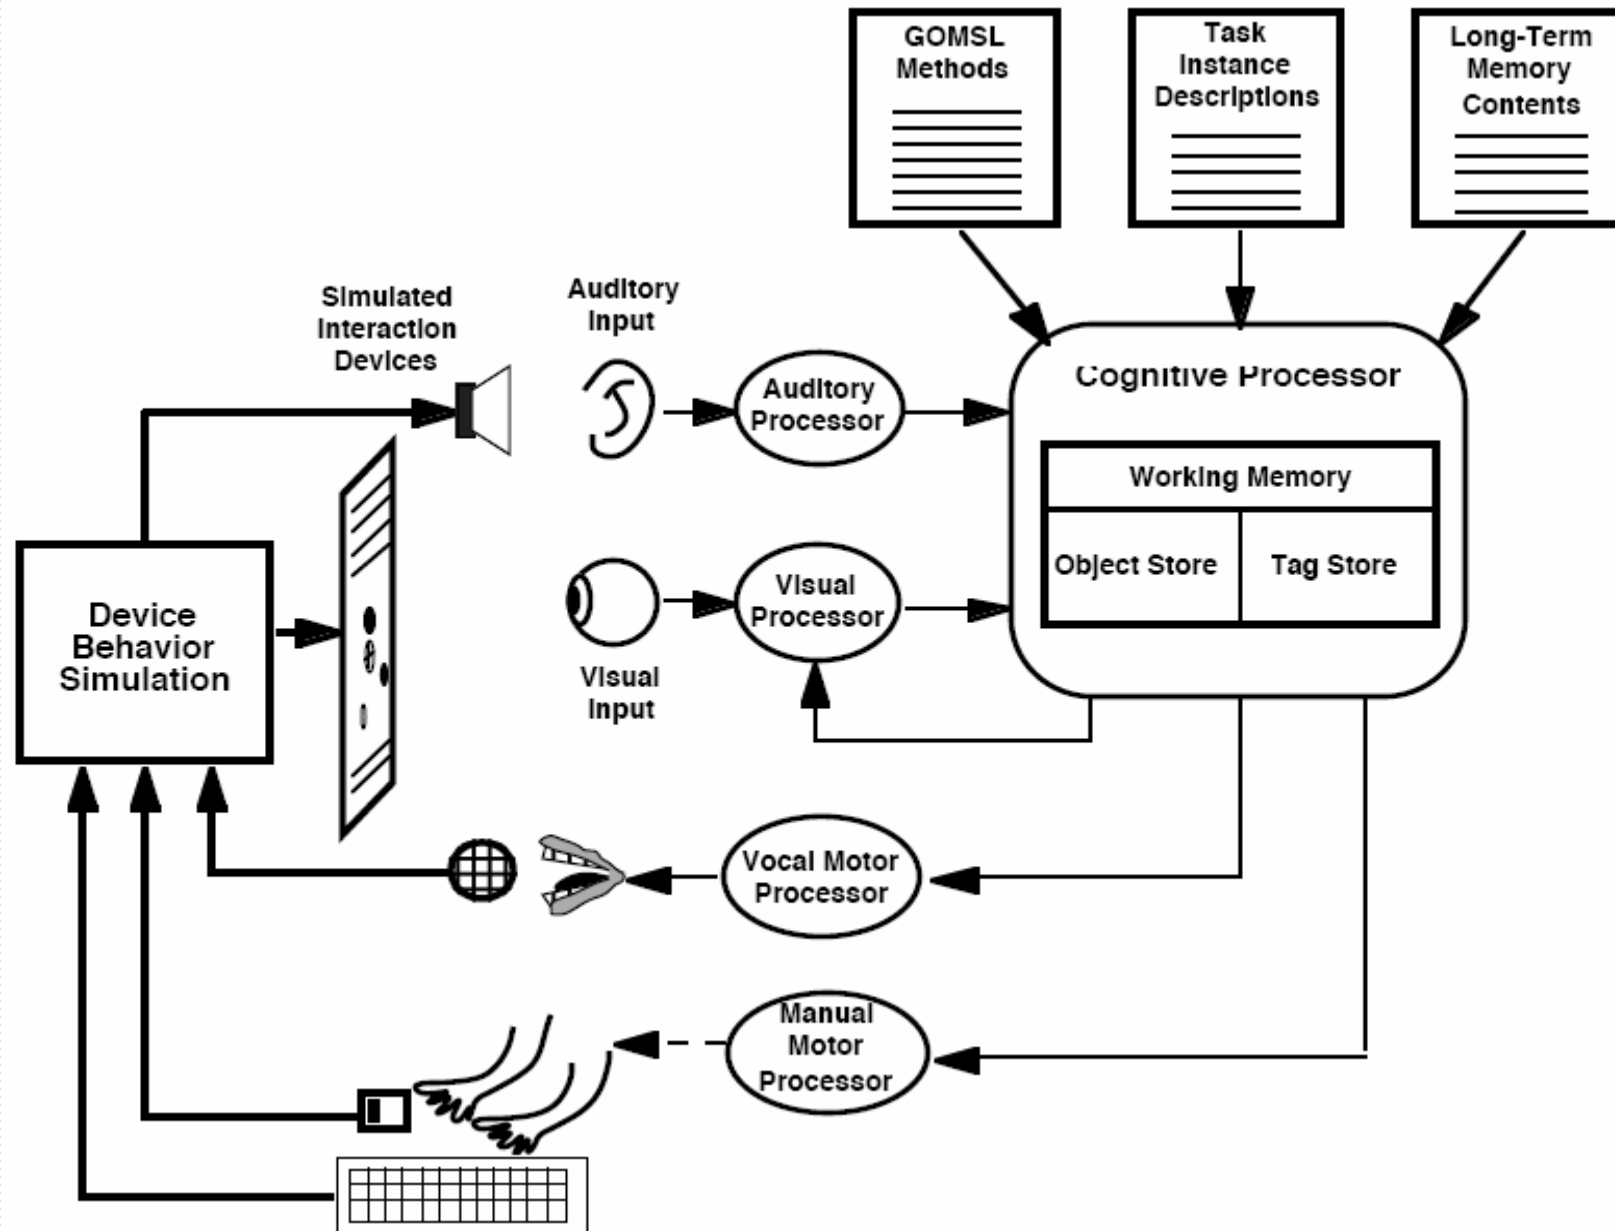 GOMSL
Methods
Task
Instance
Descriptions
Long-Term
Memory
Contents
Simulated
Interaction
Devices
Auditory
Input
Auditory
Processor
Cognitive Processor
Working Memory
Object Store
Tag Store
Device
Behavior
Simulation
Visual
Processor
Visual
Input
Vocal Motor
Processor
Manual
Motor
Processor